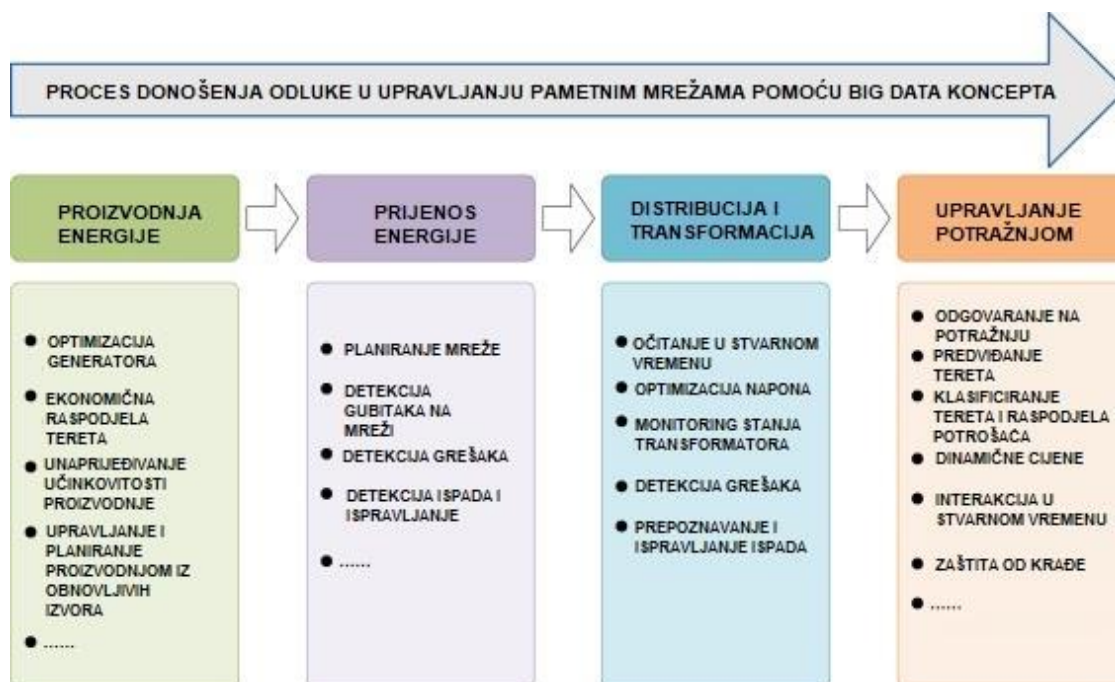 PROCES DONOŠENJA ODLUKE U UPRAVLJANJU PAMETNIM MREŽAMA POMOĆU BIG DATA KONCEPTA
PROIZVODNJA
ENERGIJE
PRIJENOS
ENERGIJE
DISTRIBUCIJA I
TRANSFORMACIJA
UPRAVLJANJE
POTRAŽNJOM
● OPTIMIZACIJA
GENERATORA
● EKONOMIČNA
RASPODJELA
TERETA
● UNAPRIJEĐIVANJE
UČINKOVITOSTI
PROIZVODNJE
● UPRAVLJANJE I
PLANIRANJE
PROIZVODNJOM IZ
OBNOVLJIVIH
IZVORA
● ......
● PLANIRANJE MREŽE
● DETEKCIJA
GUBITAKA NA
MREŽI
● DETEKCIJA GREŠAKA
● DETEKCIJA ISPADA I
ISPRAVLJANJE
● ......
● OČITANJE U STVARNOM
VREMENU
● OPTIMIZACIJA NAPONA
● MONITORING STANJA
TRANSFORMATORA
● DETEKCIJA GREŠAKA
● PREPOZNAVANJE I
ISPRAVLJANJE ISPADA
● ODGOVARANJE NA
POTRAŽNJU
● PREDVIĐANJE
TERETA
● KLASIFICIRANJE
TERETA I RASPODJELA
POTROŠAČA
● DINAMIČNE CIJENE
● INTERAKCIJA U
STVARNOM VREMENU
● ZAŠTITA OD KRAĐE
● ......